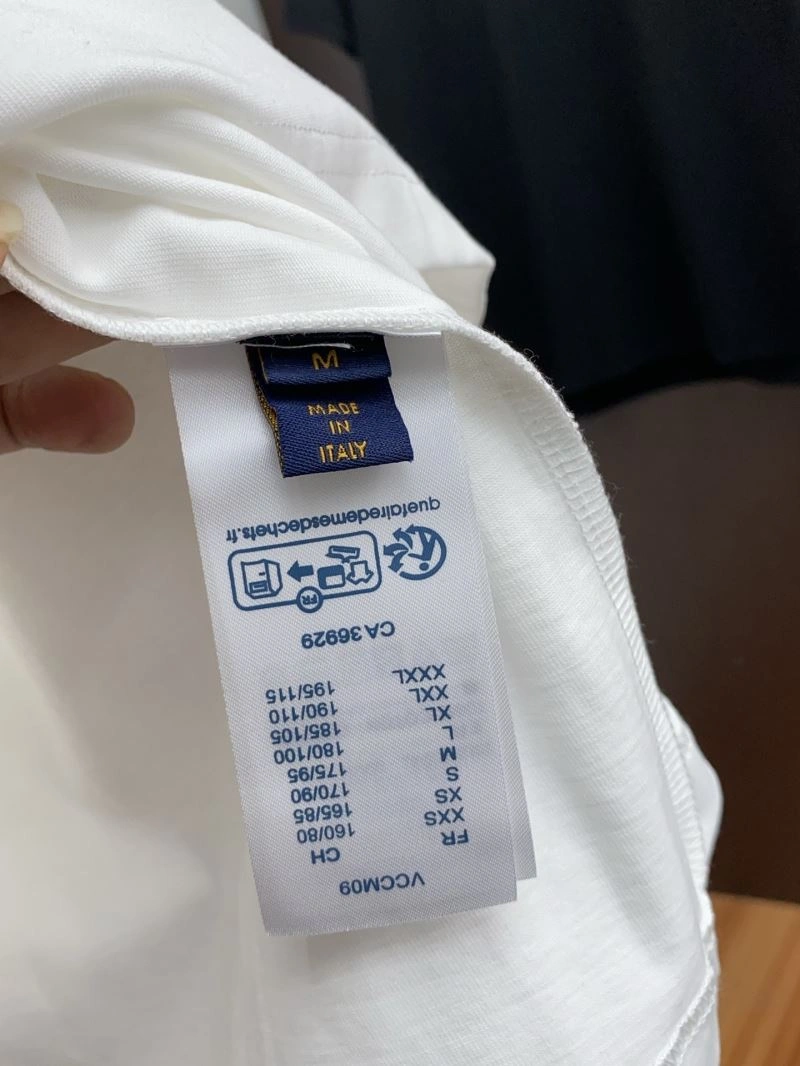 M
MADE
IN
ITALY
VCCM09
FR CH
XXS 160/80
XS 165/85
S 170/90
M 175/95
L 180/100
XL 185/105
XXL 190/110
XXXL 195/115
CA 36929
FR
quefairedemesdechets.fr